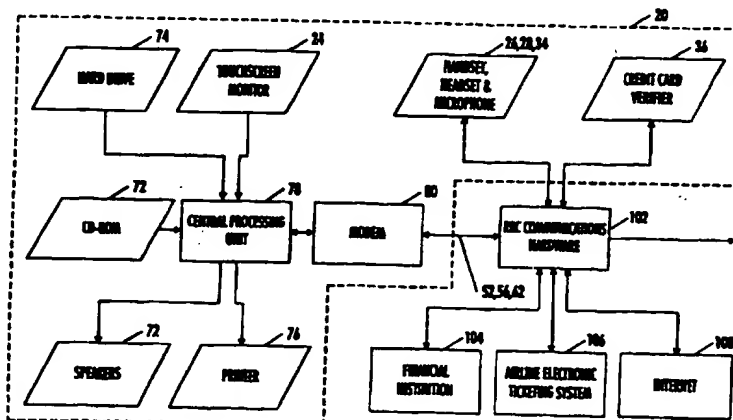 20
74
24
26,28,34
36
HARD DRIVE
TOUCHSCREEN
MONITOR
HANDSET,
HEADSET &
MICROPHONE
CREDIT CARD
VERIFIER
72
78
80
102
CD-ROM
CENTRAL PROCESSING
UNIT
MODEM
COMMUNICATIONS
HARDWARE
52,56,62
72
76
104
106
108
SPEAKERS
PRINTER
FINANCIAL
INSTITUTION
AIRLINE ELECTRONIC
TICKETING SYSTEM
INTERNET